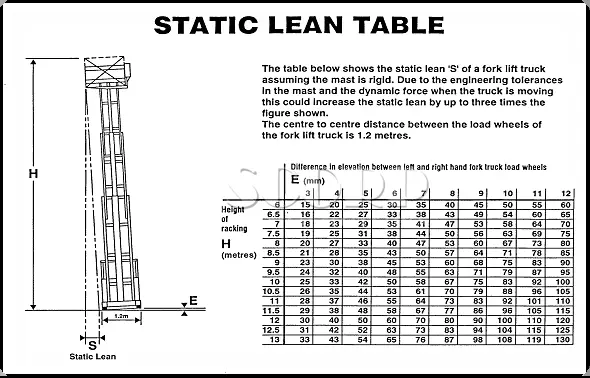 STATIC LEAN TABLE
The table below shows the static lean 'S' of a fork lift truck
assuming the mast is rigid. Due to the engineering tolerances
in the mast and the dynamic force when the truck is moving
this could increase the static lean by up to three times the
figure shown.
The centre to centre distance between the load wheels of
the fork lift truck is 1.2 metres.
H
E
1.2m
S
Static Lean
Difference in elevation between left and right hand fork truck load wheels
E (mm)
3 4 5 6 7 8 9 10 11 12
Height
of
racking
H
(metres)
6 15 20 25 30 35 40 45 50 55 60
6.5 16 22 27 33 38 43 49 54 60 65
7 18 23 29 35 41 47 53 58 64 70
7.5 19 25 31 38 44 50 56 63 69 75
8 20 27 33 40 47 53 60 67 73 80
8.5 21 28 35 43 50 57 64 71 78 85
9 23 30 38 45 53 60 68 75 83 90
9.5 24 32 40 48 55 63 71 79 87 95
10 25 33 42 50 58 67 75 83 92 100
10.5 26 35 44 53 61 70 79 88 96 105
11 28 37 46 55 64 73 83 92 101 110
11.5 29 38 48 58 67 77 86 96 105 115
12 30 40 50 60 70 80 90 100 110 120
12.5 31 42 52 63 73 83 94 104 115 125
13 33 43 54 65 76 87 98 108 119 130